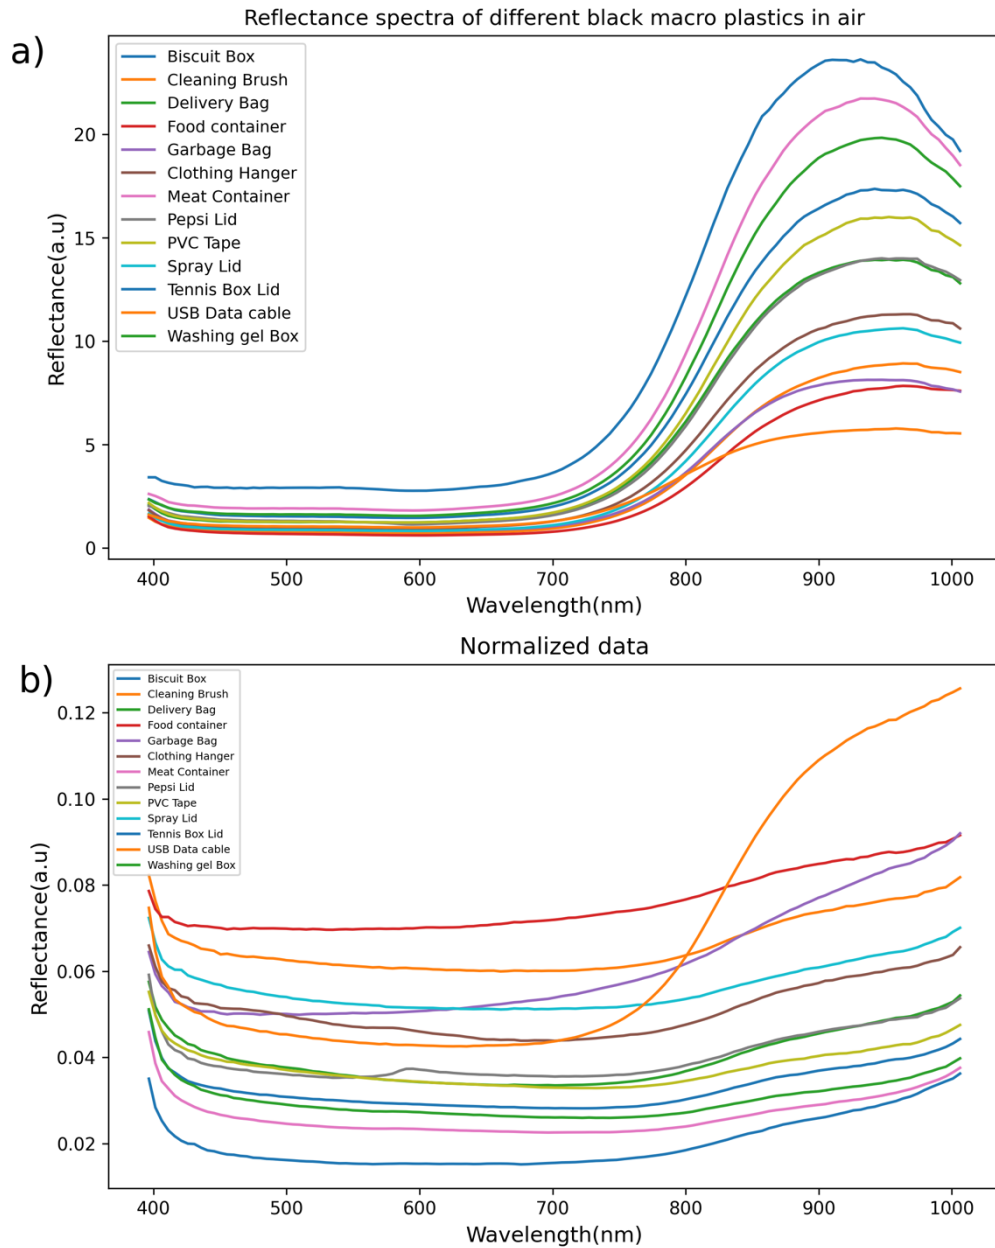 Reflectance spectra of different black macro plastics in air
a)
Biscuit Box
Cleaning Brush
Delivery Bag
Food container
Garbage Bag
Clothing Hanger
Meat Container
Pepsi Lid
PVC Tape
Spray Lid
Tennis Box Lid
USB Data cable
Washing gel Box
Reflectance(a.u)
20
15
10
5
0
400 500 600 700 800 900 1000
Wavelength(nm)
Normalized data
b)
Biscuit Box
Cleaning Brush
Delivery Bag
Food container
Garbage Bag
Clothing Hanger
Meat Container
Pepsi Lid
PVC Tape
Spray Lid
Tennis Box Lid
USB Data cable
Washing gel Box
Reflectance(a.u)
0.12
0.10
0.08
0.06
0.04
0.02
400 500 600 700 800 900 1000
Wavelength(nm)